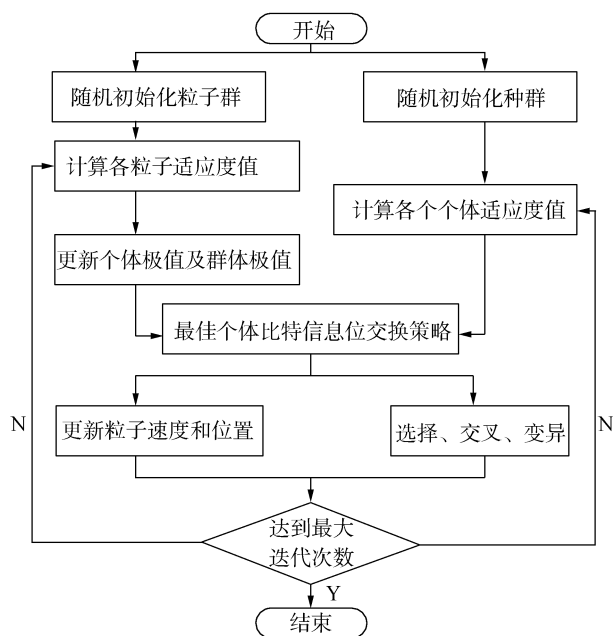 开始
随机初始化粒子群
随机初始化种群
计算各粒子适应度值
计算各个个体适应度值
更新个体极值及群体极值
最佳个体比特信息位交换策略
更新粒子速度和位置
选择、交叉、变异
N
N
达到最大
迭代次数
Y
结束